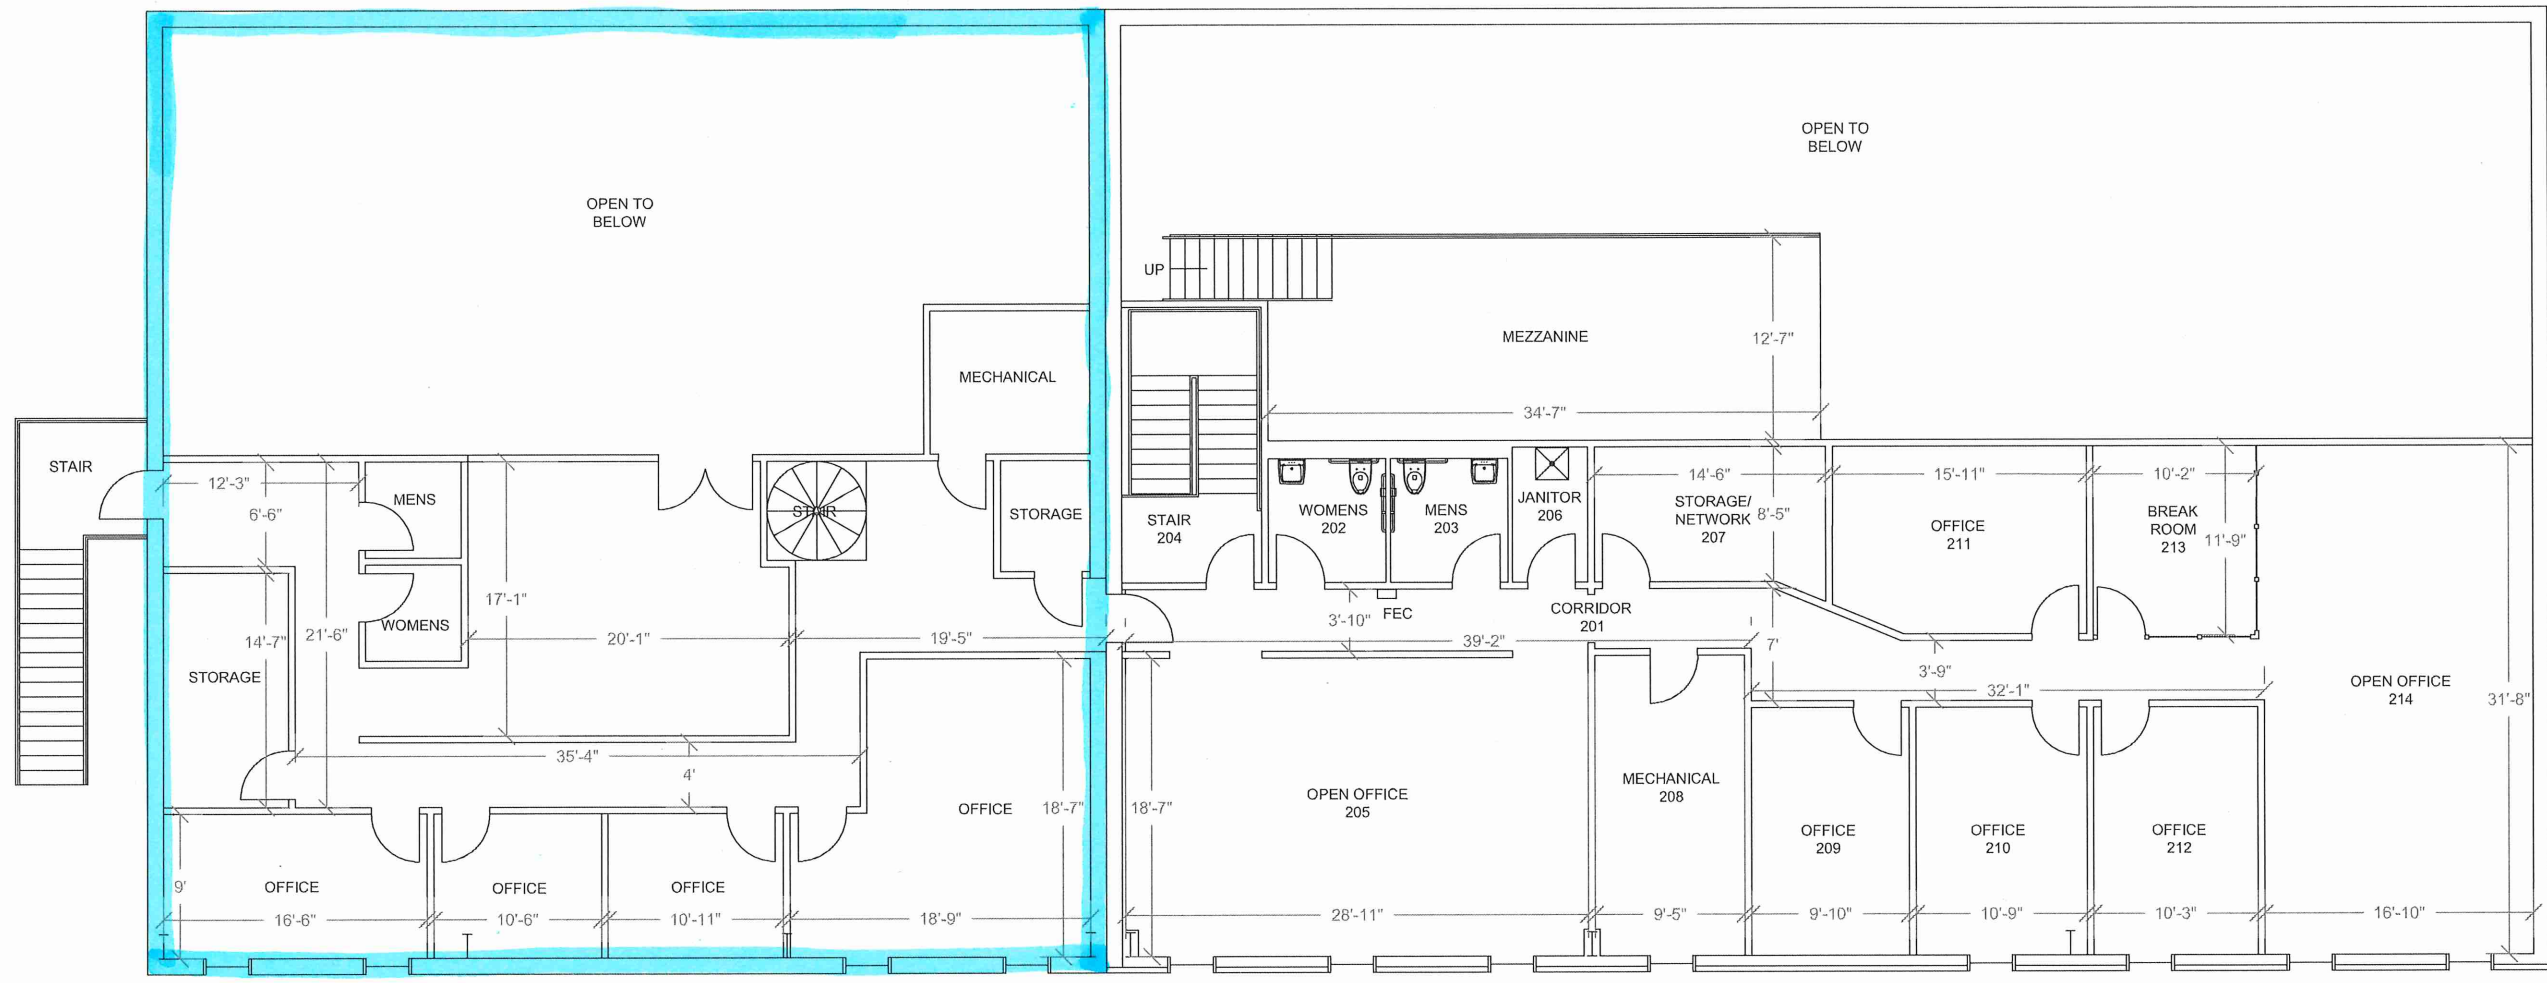 OPEN TO
BELOW
OPEN TO
BELOW
UP
MEZZANINE
12'-7"
34'-7"
MECHANICAL
STAIR
12'-3"
6'-6"
MENS
STAIR
STORAGE
17'-1"
WOMENS
14'-7"
21'-6"
20'-1"
19'-5"
STORAGE
35'-4"
4'
OFFICE
18'-7"
9'
OFFICE
OFFICE
OFFICE
16'-6"
10'-6"
10'-11"
18'-9"
STAIR
204
WOMENS
202
MENS
203
JANITOR
206
14'-6"
STORAGE/
NETWORK
207
8'-5"
15'-11"
OFFICE
211
10'-2"
BREAK
ROOM
213
11'-9"
3'-10"
FEC
CORRIDOR
201
39'-2"
7'
3'-9"
32'-1"
OPEN OFFICE
214
31'-8"
18'-7"
OPEN OFFICE
205
MECHANICAL
208
OFFICE
209
OFFICE
210
OFFICE
212
28'-11"
9'-5"
9'-10"
10'-9"
10'-3"
16'-10"